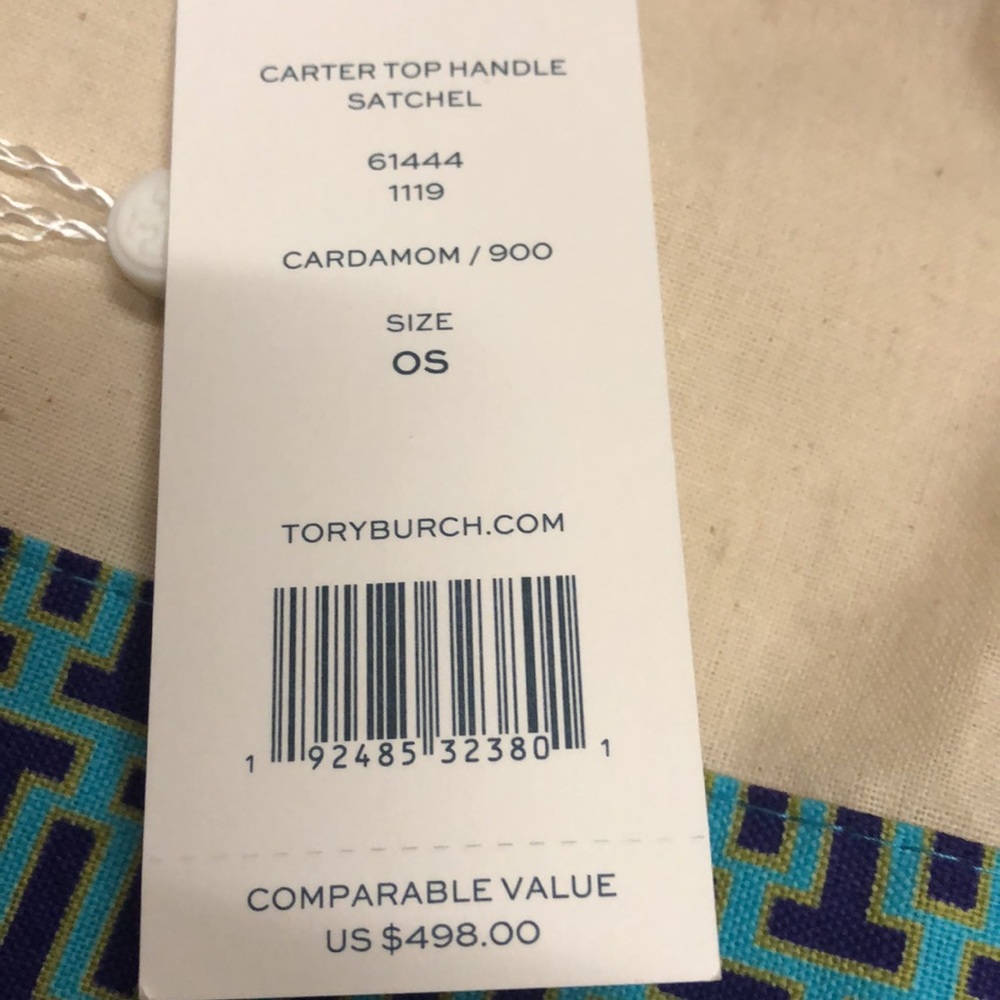 CARTER TOP HANDLE
SATCHEL
61444
1119
CARDAMOM / 900
SIZE
OS
TORYBURCH.COM
1 92485 32380 1
COMPARABLE VALUE
US $498.00